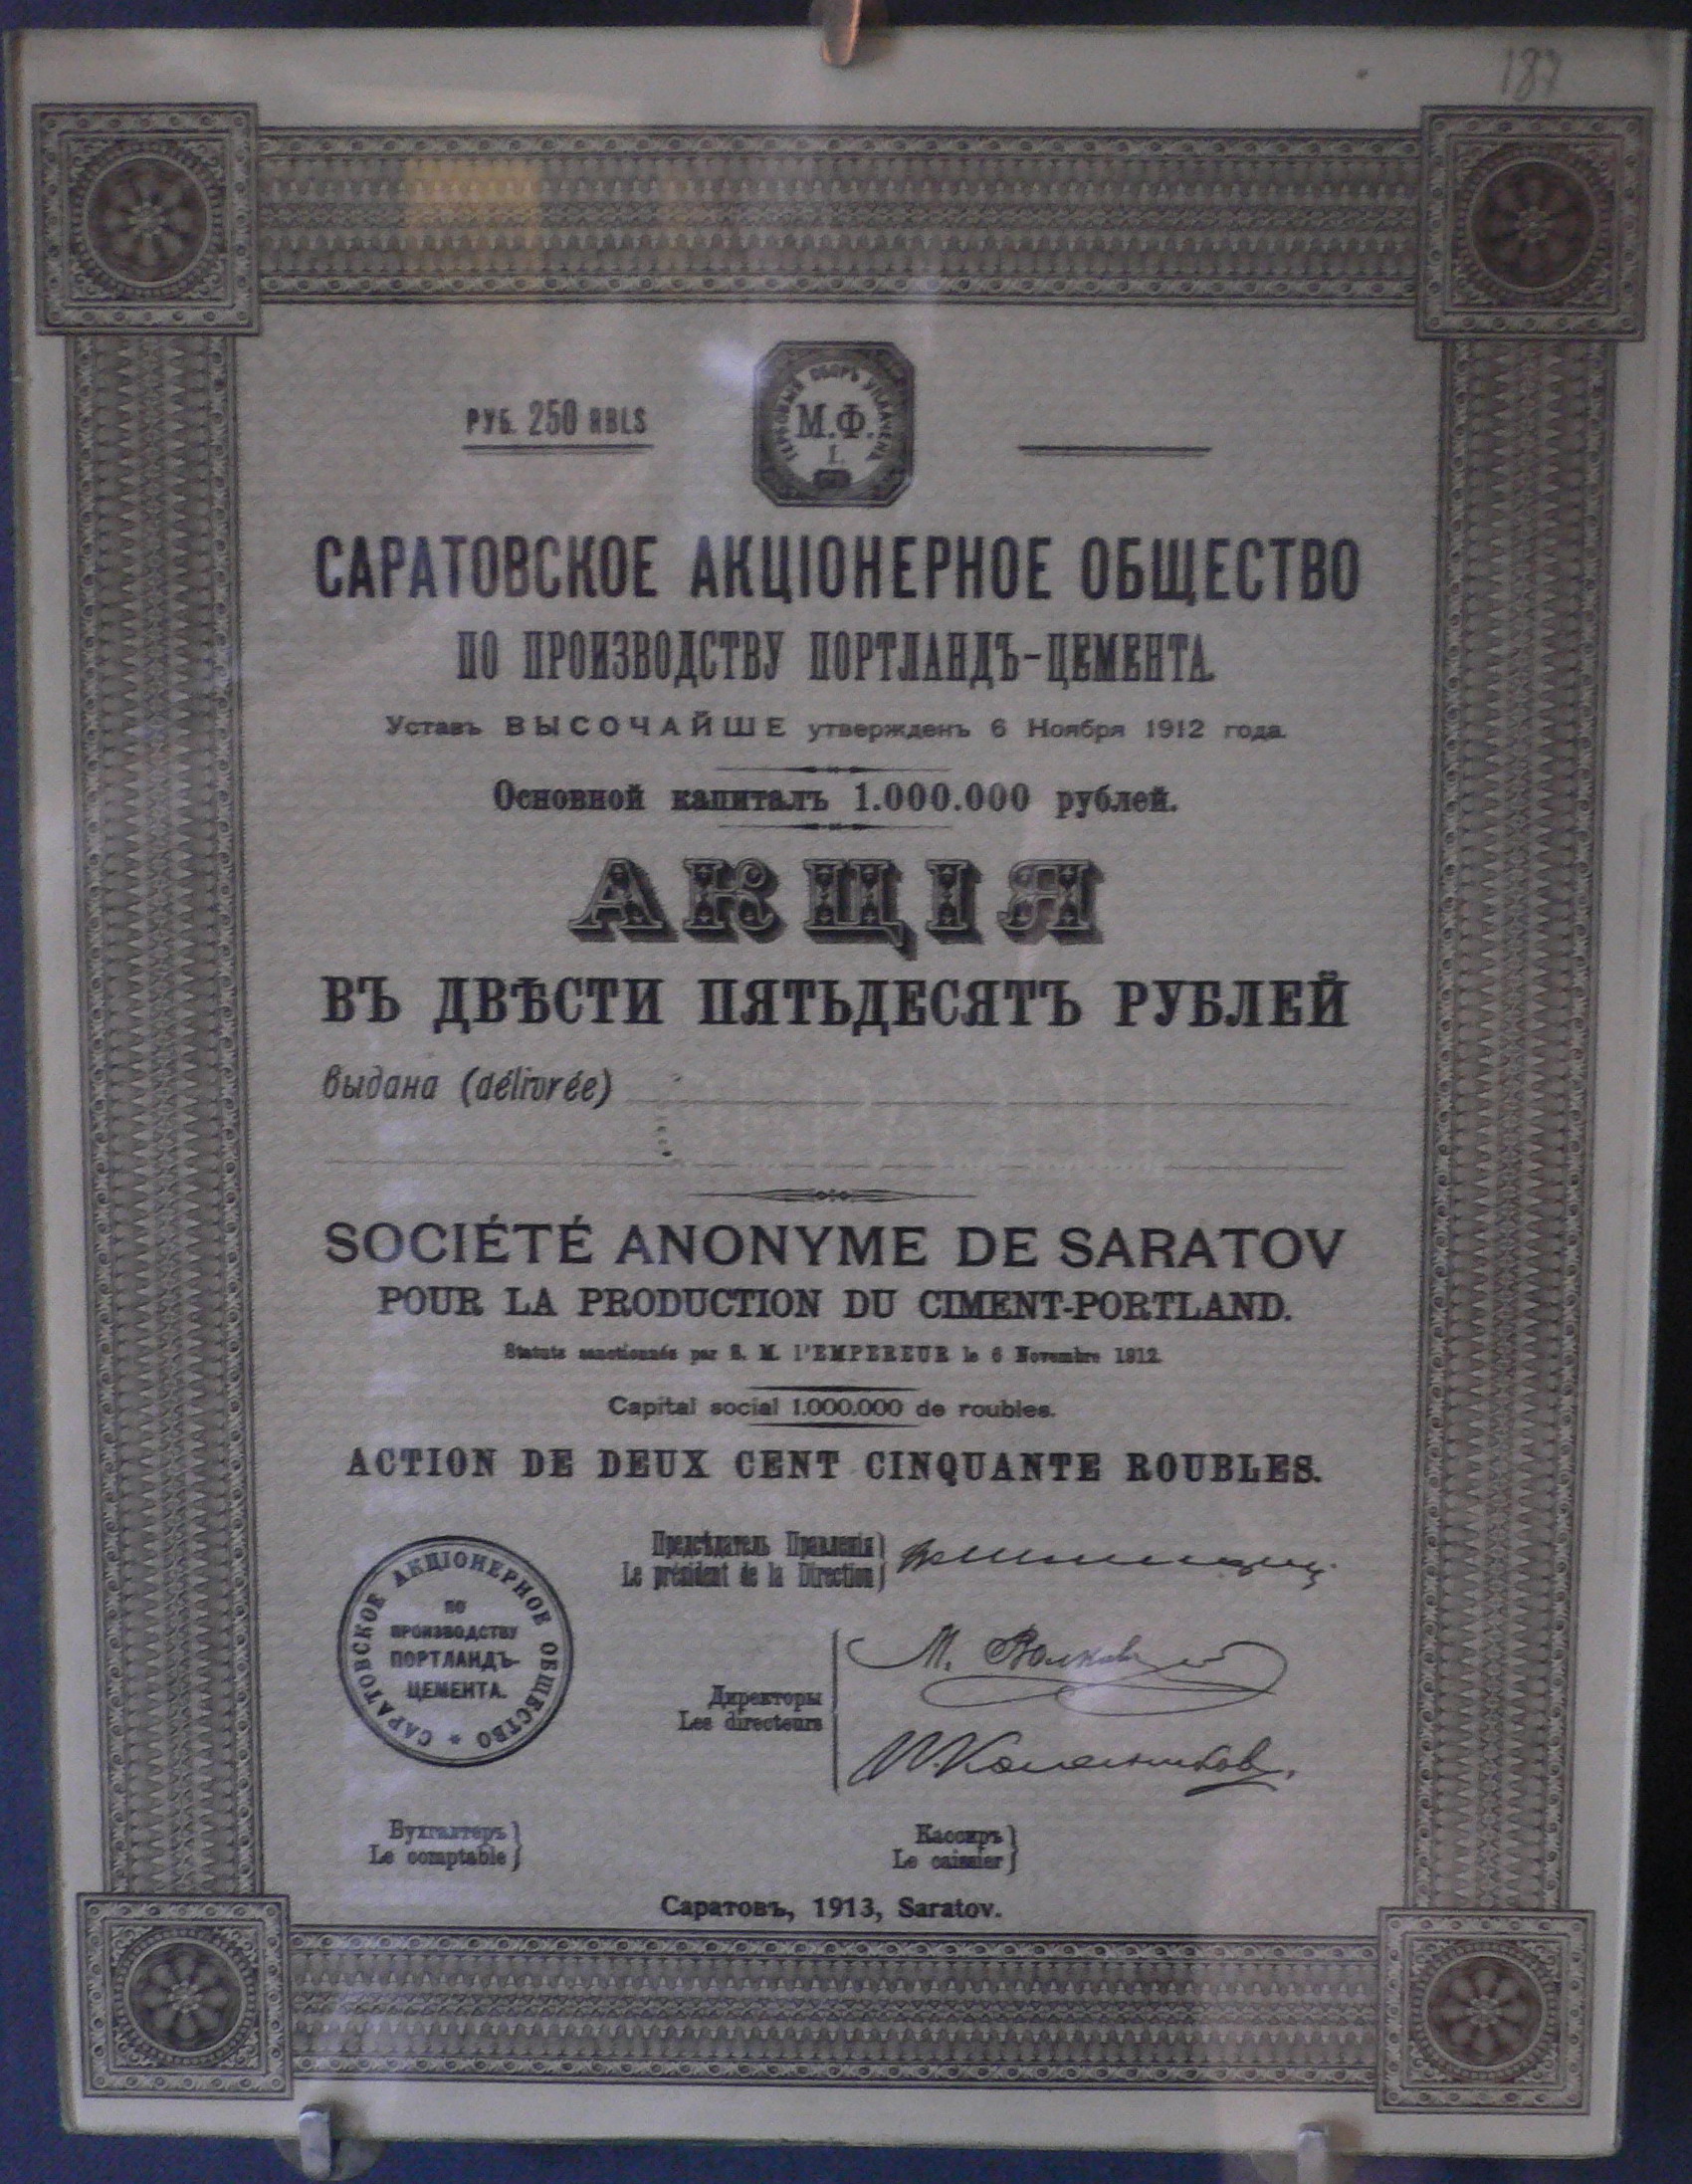 187
РУБ. 250 RBLS
ГЕРБОВЫЙ СБОРЪ УПЛАЧЕНЪ
М.Ф.
I.
САРАТОВСКОЕ АКЦІОНЕРНОЕ ОБЩЕСТВО
ПО ПРОИЗВОДСТВУ ПОРТЛАНДЪ-ЦЕМЕНТА.
Уставъ ВЫСОЧАЙШЕ утвержденъ 6 Ноября 1912 года.
Основной капиталъ 1.000.000 рублей.
АКЦІЯ
ВЪ ДВѢСТИ ПЯТЬДЕСЯТЪ РУБЛЕЙ
выдана (délivrée)
SOCIÉTÉ ANONYME DE SARATOV
POUR LA PRODUCTION DU CIMENT-PORTLAND.
Statuts sanctionnés par S. M. l'EMPEREUR le 6 Novembre 1912.
Capital social 1.000.000 de roubles.
ACTION DE DEUX CENT CINQUANTE ROUBLES.
Предсѣдатель Правленія
Le président de la Direction
САРАТОВСКОЕ АКЦІОНЕРНОЕ ОБЩЕСТВО
ПО
ПРОИЗВОДСТВУ
ПОРТЛАНДЪ-
ЦЕМЕНТА.
М. Волковъ
Директоры
Les directeurs
Бухгалтеръ
Le comptable
Кассиръ
Le caissier
Саратовъ, 1913, Saratov.